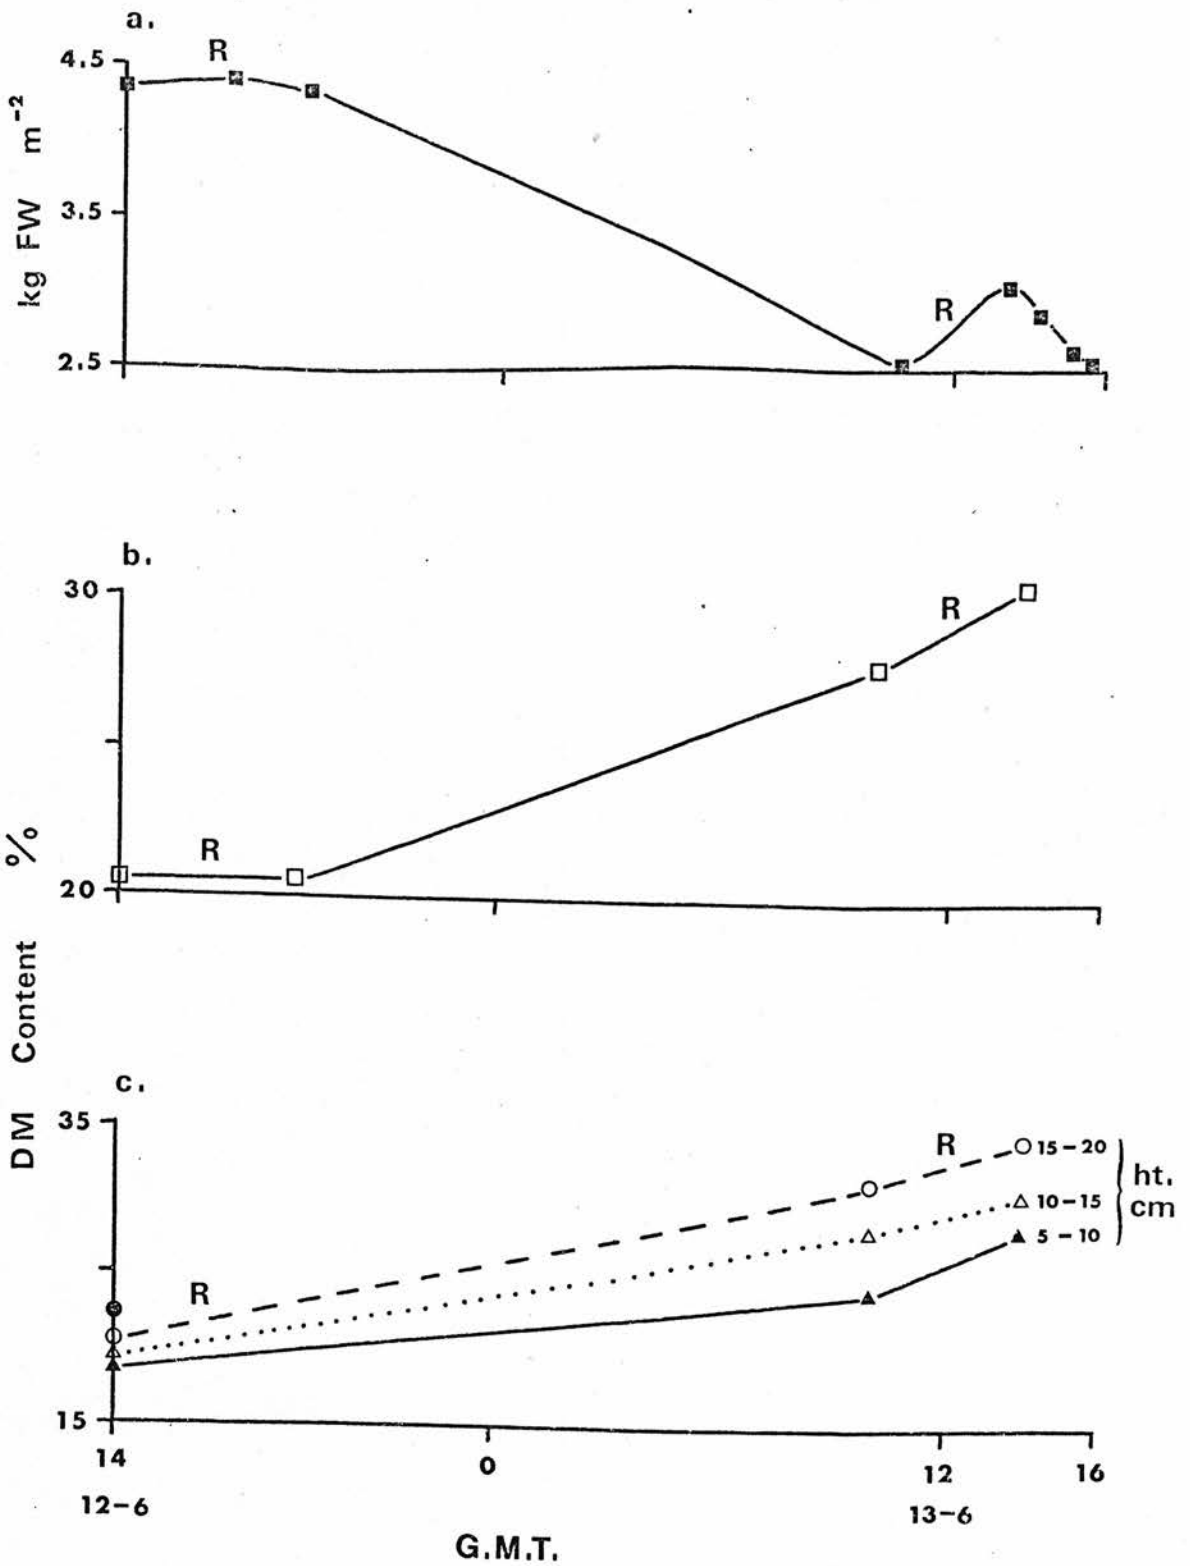 a.
4.5
R
kg FW m⁻²
3.5
R
2.5
b.
30
R
R
20
DM Content %
c.
35
R
15-20
10-15
5-10
ht.
cm
R
15
14
0
12
16
12-6
13-6
G.M.T.